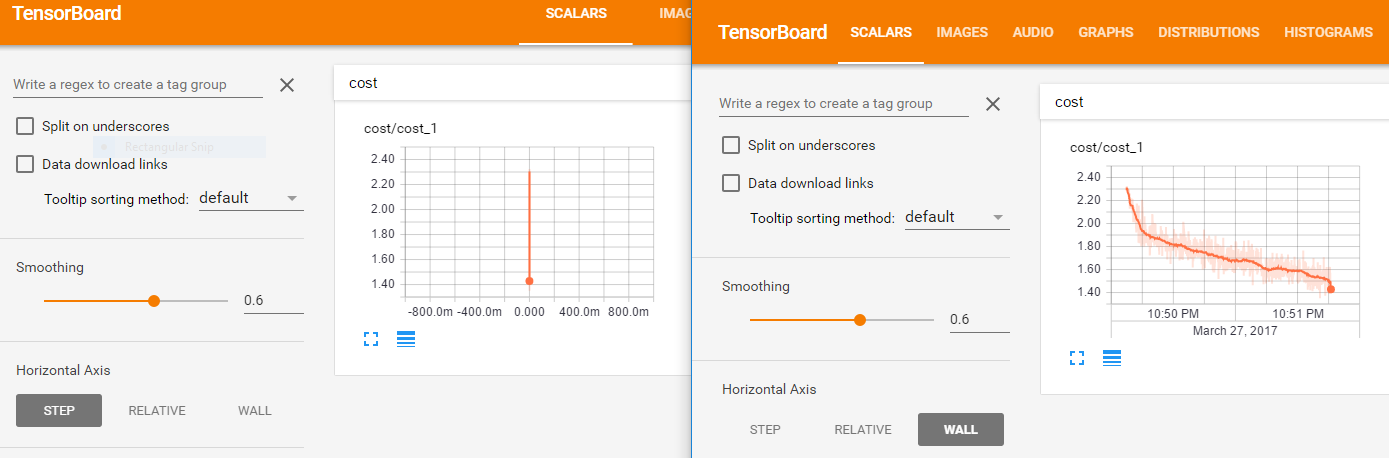 TensorBoard
SCALARS
IMAG
Write a regex to create a tag group
Split on underscores
Rectangular Snip
Data download links
Tooltip sorting method: default
Smoothing
0.6
Horizontal Axis
STEP RELATIVE WALL
cost
cost/cost_1
2.40
2.20
2.00
1.80
1.60
1.40
-800.0m -400.0m 0.000 400.0m 800.0m
TensorBoard
SCALARS IMAGES AUDIO GRAPHS DISTRIBUTIONS HISTOGRAMS
Write a regex to create a tag group
Split on underscores
Data download links
Tooltip sorting method: default
Smoothing
0.6
Horizontal Axis
STEP RELATIVE WALL
cost
cost/cost_1
2.40
2.20
2.00
1.80
1.60
1.40
10:50 PM 10:51 PM
March 27, 2017